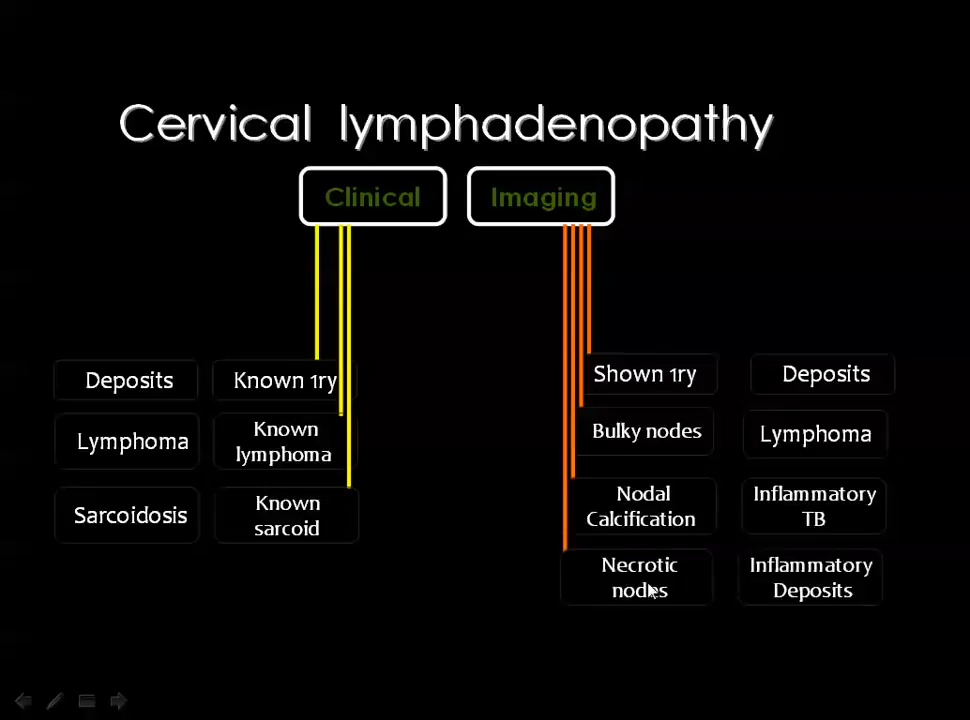 Cervical lymphadenopathy
Clinical
Imaging
Deposits
Known 1ry
Lymphoma
Known
lymphoma
Sarcoidosis
Known
sarcoid
Shown 1ry
Deposits
Bulky nodes
Lymphoma
Nodal
Calcification
Inflammatory
TB
Necrotic
nodes
Inflammatory
Deposits